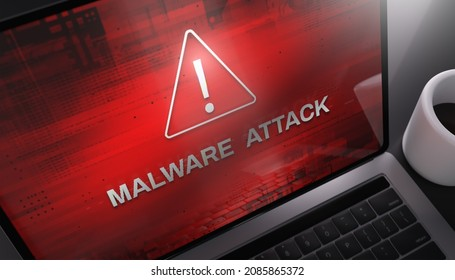 !
MALWARE ATTACK
shutterstock.com · 2085865372